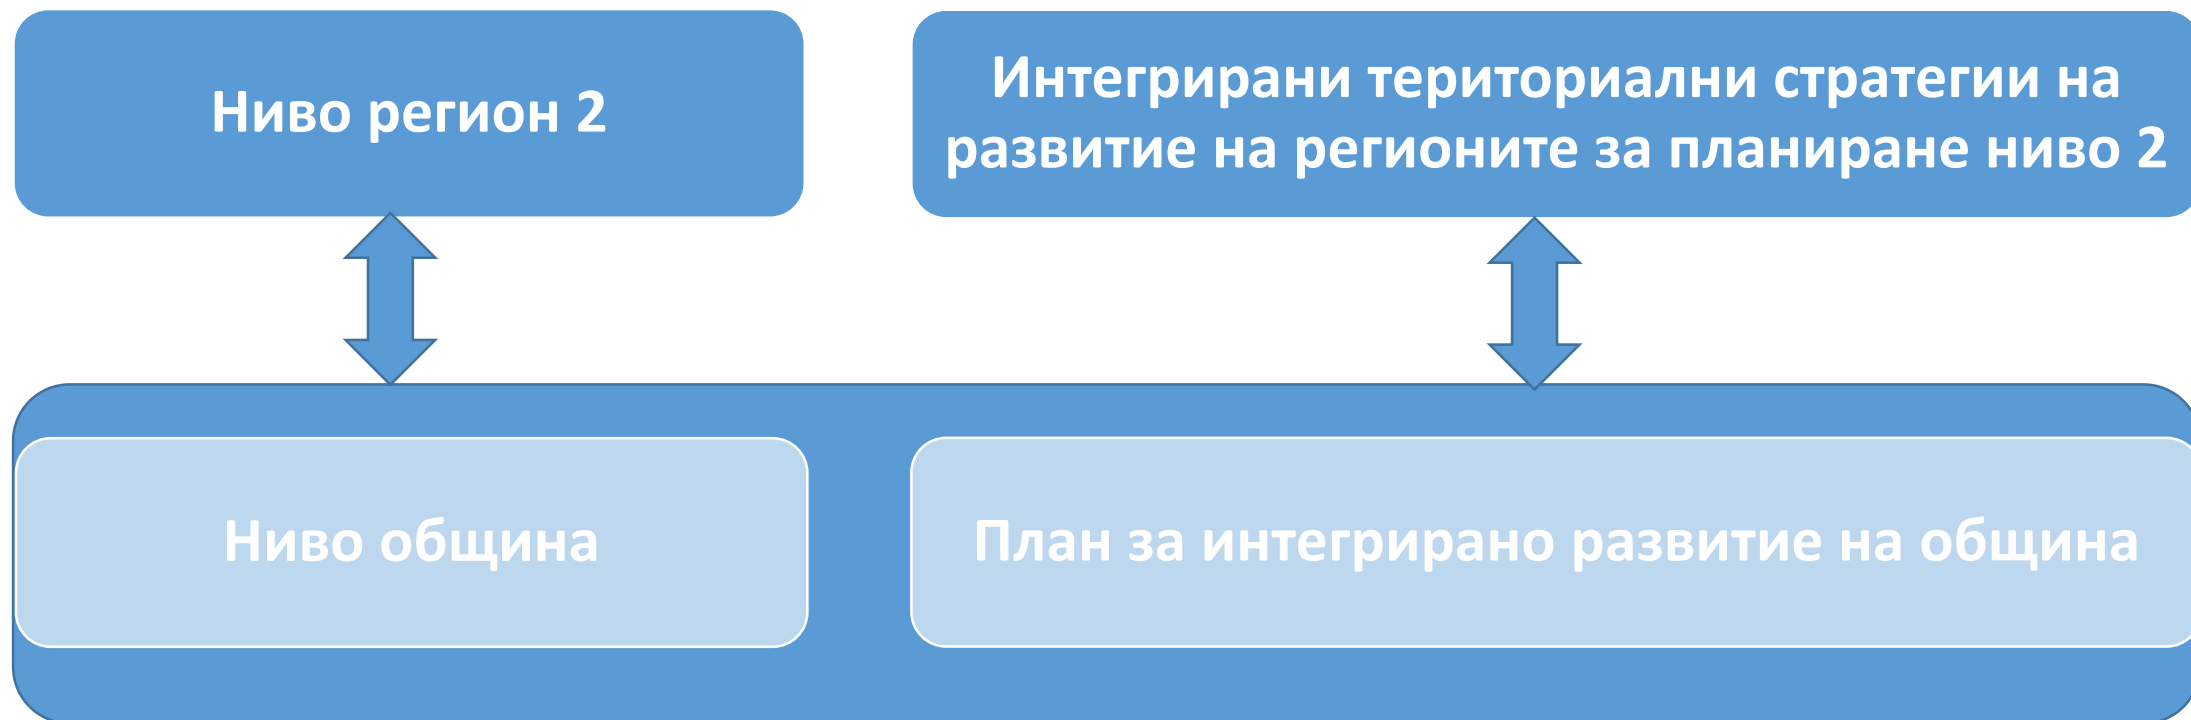 Ниво регион 2
Интегрирани териториални стратегии на
развитие на регионите за планиране ниво 2
Ниво община
План за интегрирано развитие на община